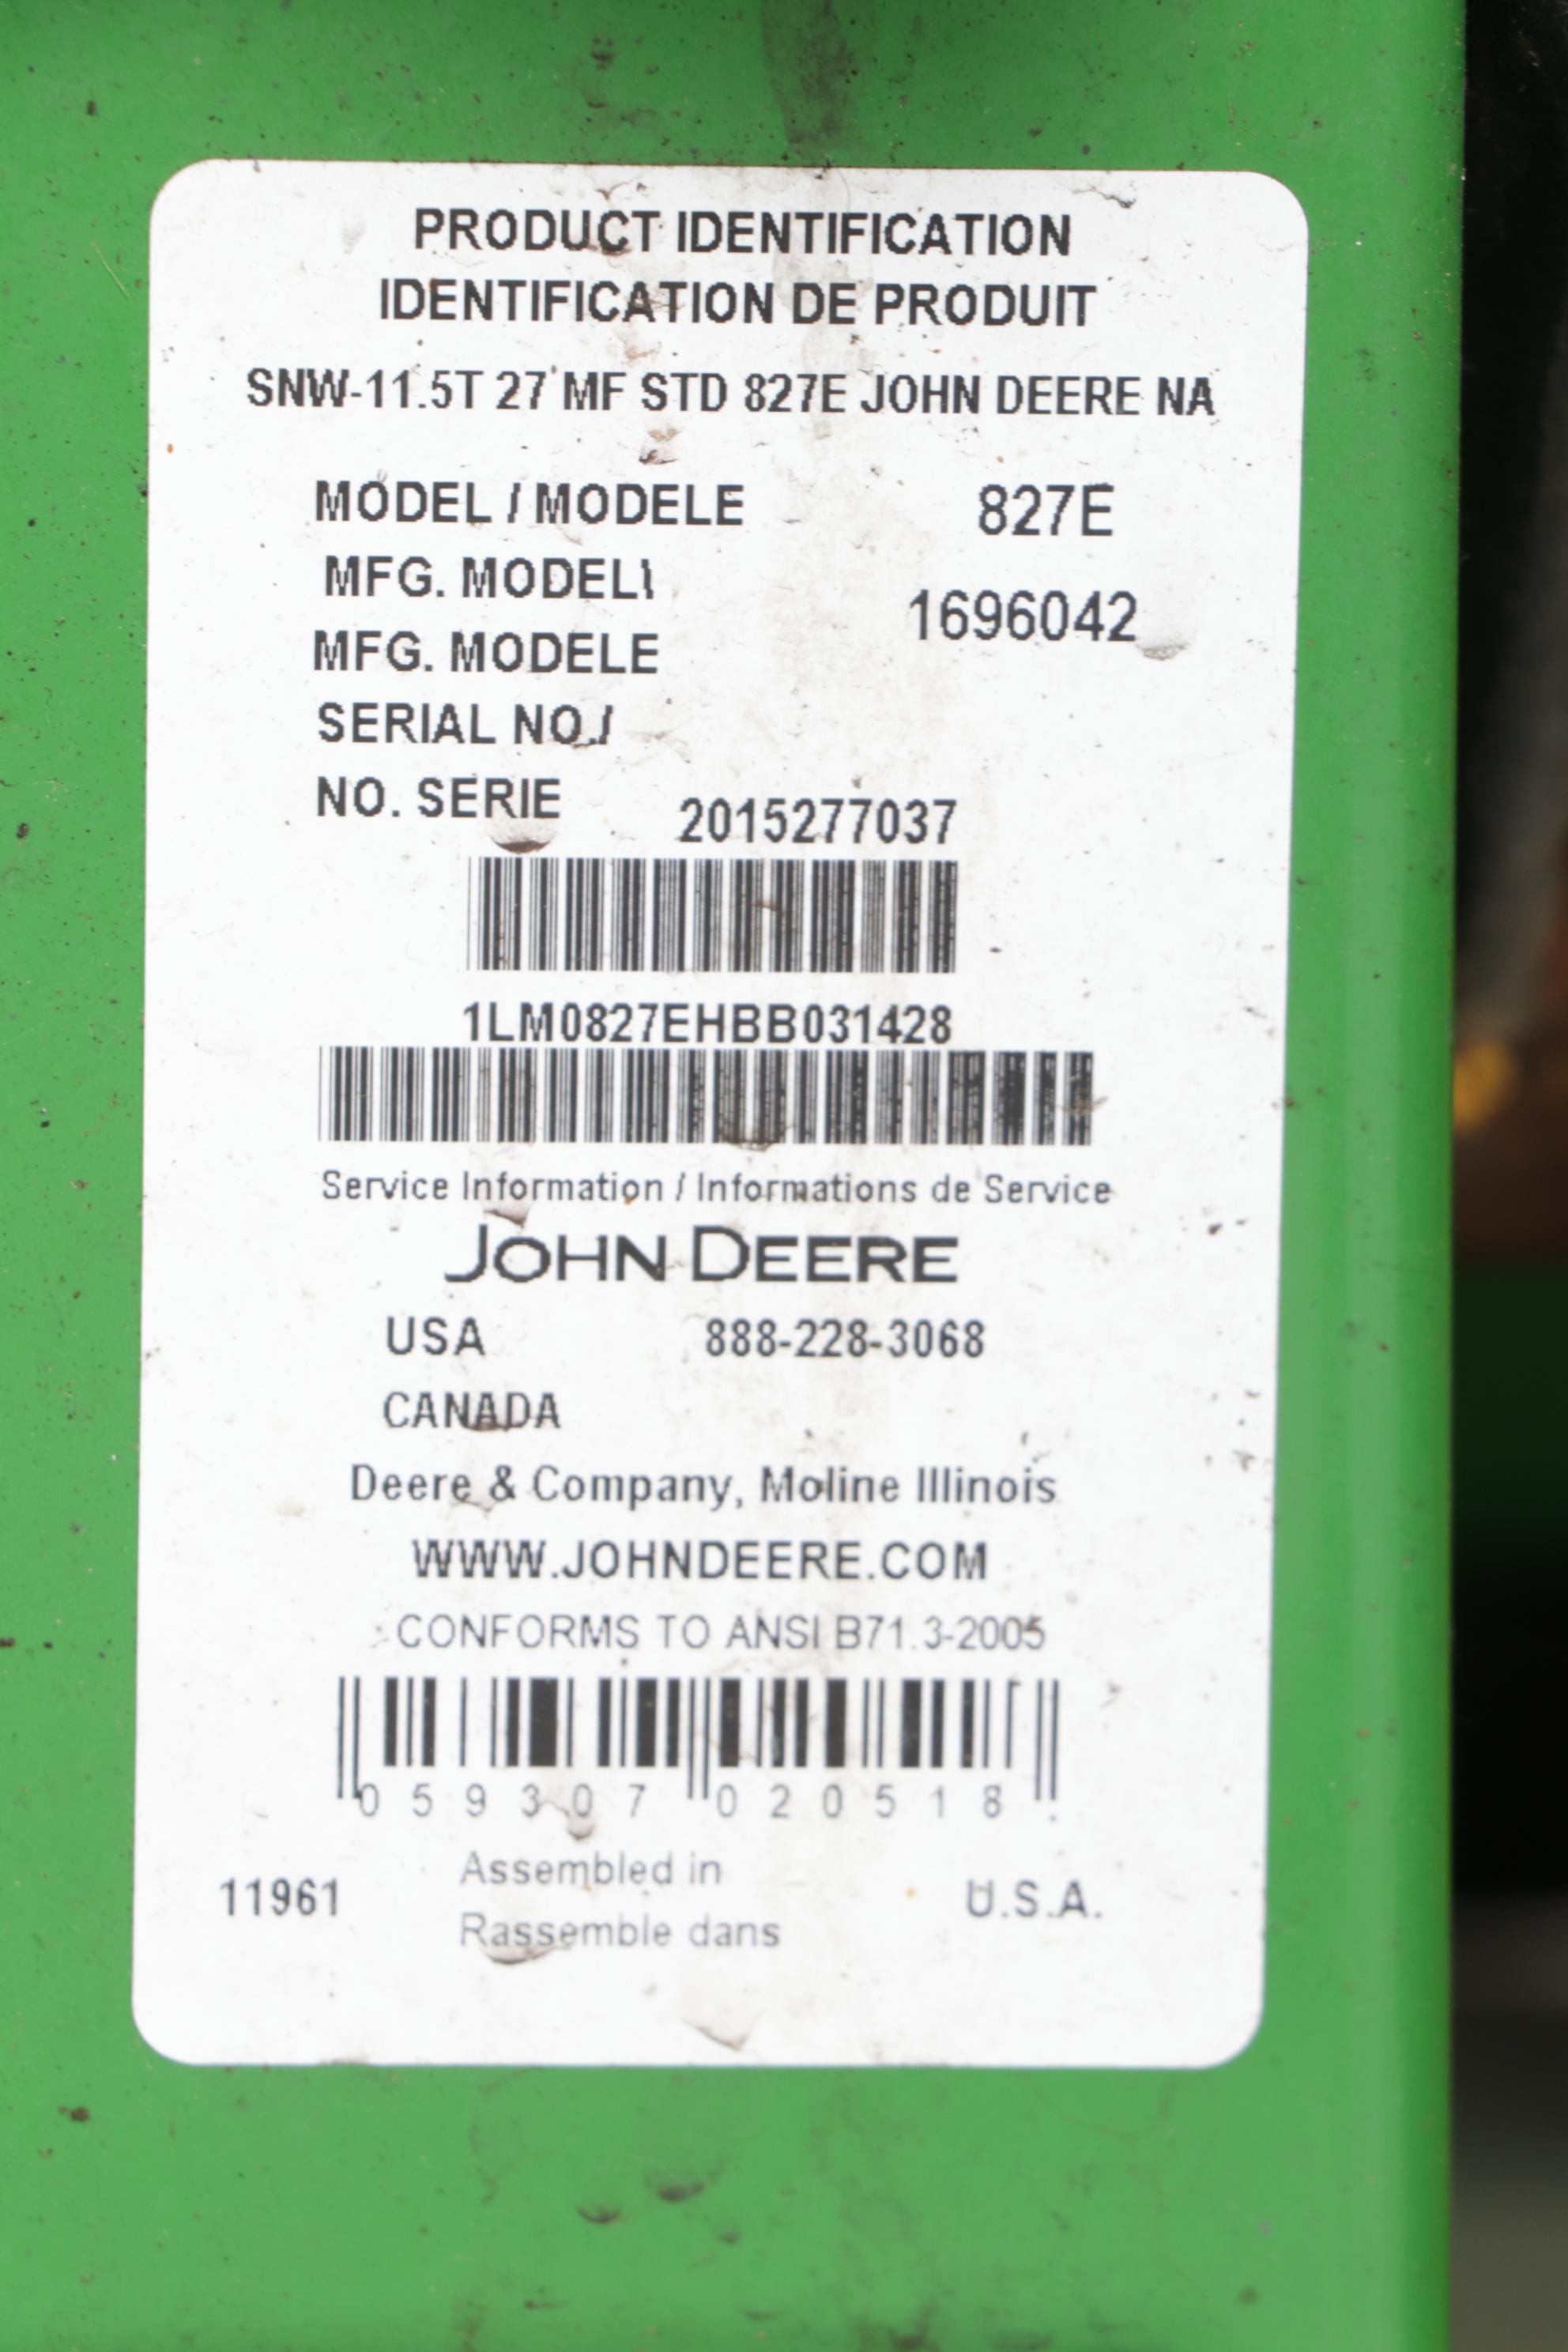 PRODUCT IDENTIFICATION
IDENTIFICATION DE PRODUIT
SNW-11.5T 27 MF STD 827E JOHN DEERE NA
MODEL / MODELE 827E
MFG. MODEL\
MFG. MODELE 1696042
SERIAL NO./
NO. SERIE 2015277037
1LM0827EHBB031428
Service Information / Informations de Service
JOHN DEERE
USA 888-228-3068
CANADA
Deere & Company, Moline Illinois
WWW.JOHNDEERE.COM
CONFORMS TO ANSI B71.3-2005
0 59307 02051 8
Assembled in
11961 U.S.A.
Rassemble dans